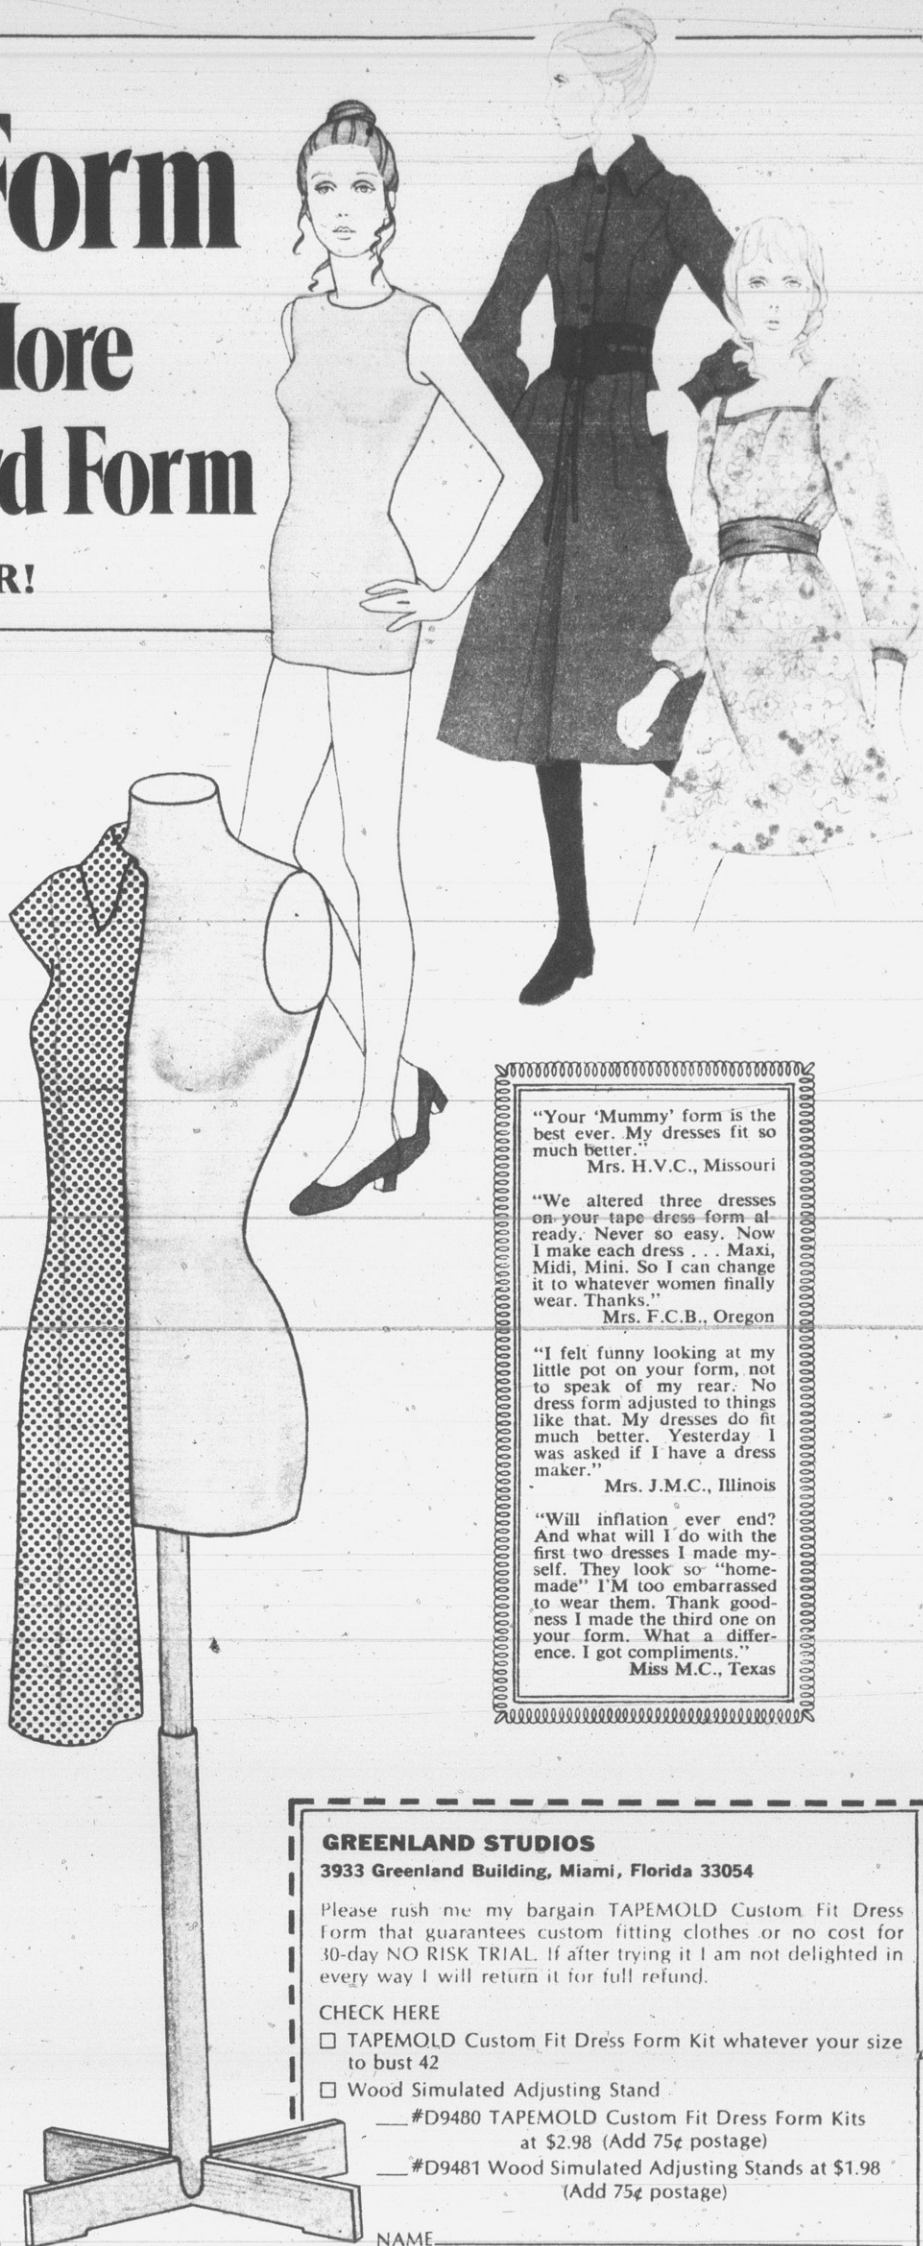 Form
lore
rd Form
R!
“Your ‘Mummy’ form is the
best ever. My dresses fit so
much better.”
Mrs. H.V.C., Missouri
“We altered three dresses
on your tape dress form al-
ready. Never so easy. Now
I make each dress . . . Maxi,
Midi, Mini. So I can change
it to whatever women finally
wear. Thanks.”
Mrs. F.C.B., Oregon
“I felt funny looking at my
little pot on your form, not
to speak of my rear. No
dress form adjusted to things
like that. My dresses do fit
much better. Yesterday I
was asked if I have a dress
maker.”
Mrs. J.M.C., Illinois
“Will inflation ever end?
And what will I do with the
first two dresses I made my-
self. They look so “home-
made” I'M too embarrassed
to wear them. Thank good-
ness I made the third one on
your form. What a differ-
ence. I got compliments.”
Miss M.C., Texas
GREENLAND STUDIOS
3933 Greenland Building, Miami, Florida 33054
Please rush me my bargain TAPEMOLD Custom Fit Dress
Form that guarantees custom fitting clothes or no cost for
30-day NO RISK TRIAL. If after trying it I am not delighted in
every way I will return it for full refund.
CHECK HERE
☐ TAPEMOLD Custom Fit Dress Form Kit whatever your size
to bust 42
☐ Wood Simulated Adjusting Stand
___#D9480 TAPEMOLD Custom Fit Dress Form Kits
at $2.98 (Add 75¢ postage)
___#D9481 Wood Simulated Adjusting Stands at $1.98
(Add 75¢ postage)
NAME